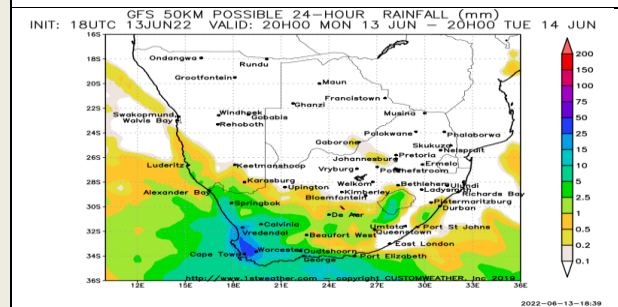 GFS 50KM POSSIBLE 24-HOUR RAINFALL (mm)
INIT: 18UTC 13JUN22 VALID: 20H00 MON 13 JUN - 20H00 TUE 14 JUN
16S
18S
20S
22S
24S
26S
28S
30S
32S
34S
36S
Ondangwa
Rundu
Grootfontein
Maun
Francistown
Ghanzi
Swakopmund
Walvis Bay
Windhoek
Gobabis
Rehoboth
Musina
Polokwane
Phalaborwa
Gaborone
Skukuza
Nelspruit
Johannesburg
Pretoria
Luderitz
Keetmanshoop
Vryburg
Potchefstroom
Ermelo
Karasburg
Upington
Welkom
Kimberley
Bethlehem
Ulundi
Ladysmith
Richards Bay
Alexander Bay
Springbok
Bloemfontein
Pietermaritzburg
Durban
De Aar
Calvinia
Vredendal
Beaufort West
Umtata
Queenstown
Port St Johns
East London
Cape Town
Worcester
Oudtshoorn
George
Port Elizabeth
http://www.1stweather.com - copyright CUSTOMWEATHER, Inc 2019
12E 15E 18E 21E 24E 27E 30E 33E 36E
200
150
100
75
50
25
15
10
5
2.5
1
0.5
0.2
0.1
2022-06-13-18:39